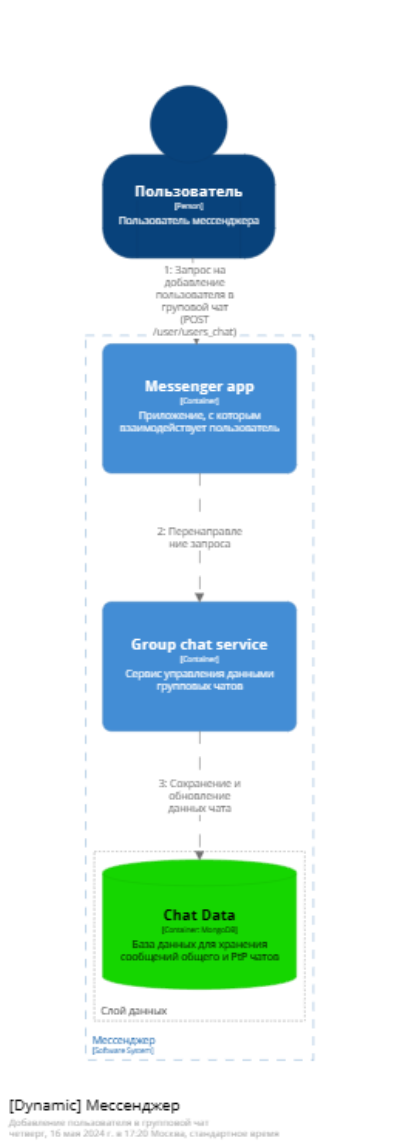 Пользователь
[Person]
Пользователь мессенджера
1: Запрос на
добавление
пользователя в
груповой чат
(POST
/user/users_chat)
Messenger app
[Container]
Приложение, с которым
взаимодействует пользователь
2: Перенаправле
ние запроса
Group chat service
[Container]
Сервис управления данными
групповых чатов
3: Сохранение и
обновление
данных чата
Chat Data
[Container: MongoDB]
База данных для хранения
сообщений общего и PtP чатов
Слой данных
Мессенджер
[Software System]
[Dynamic] Мессенджер
Добавление пользователя в групповой чат
четверг, 16 мая 2024 г. в 17:20 Москва, стандартное время